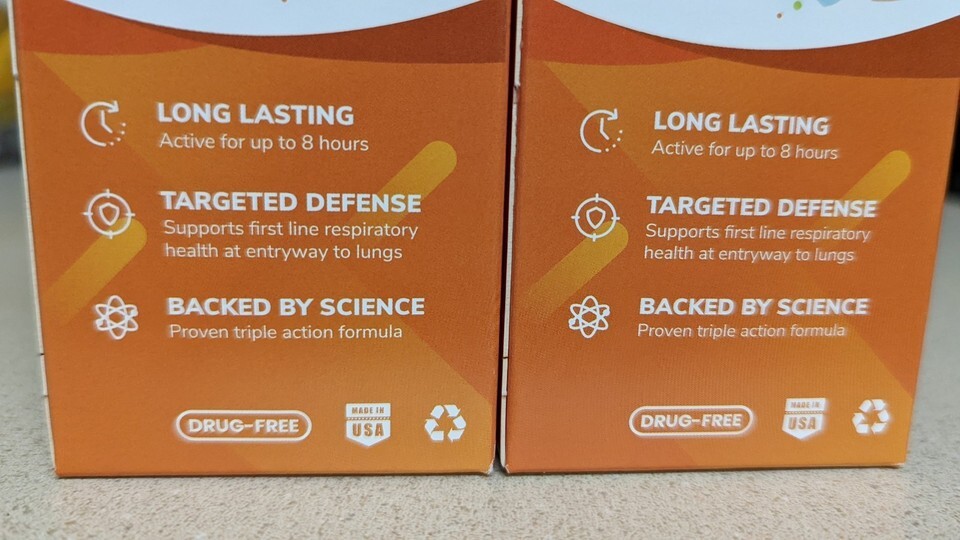 LONG LASTING
Active for up to 8 hours
TARGETED DEFENSE
Supports first line respiratory
health at entryway to lungs
BACKED BY SCIENCE
Proven triple action formula
DRUG-FREE
MADE IN
USA
LONG LASTING
Active for up to 8 hours
TARGETED DEFENSE
Supports first line respiratory
health at entryway to lungs
BACKED BY SCIENCE
Proven triple action formula
DRUG-FREE
MADE IN
USA